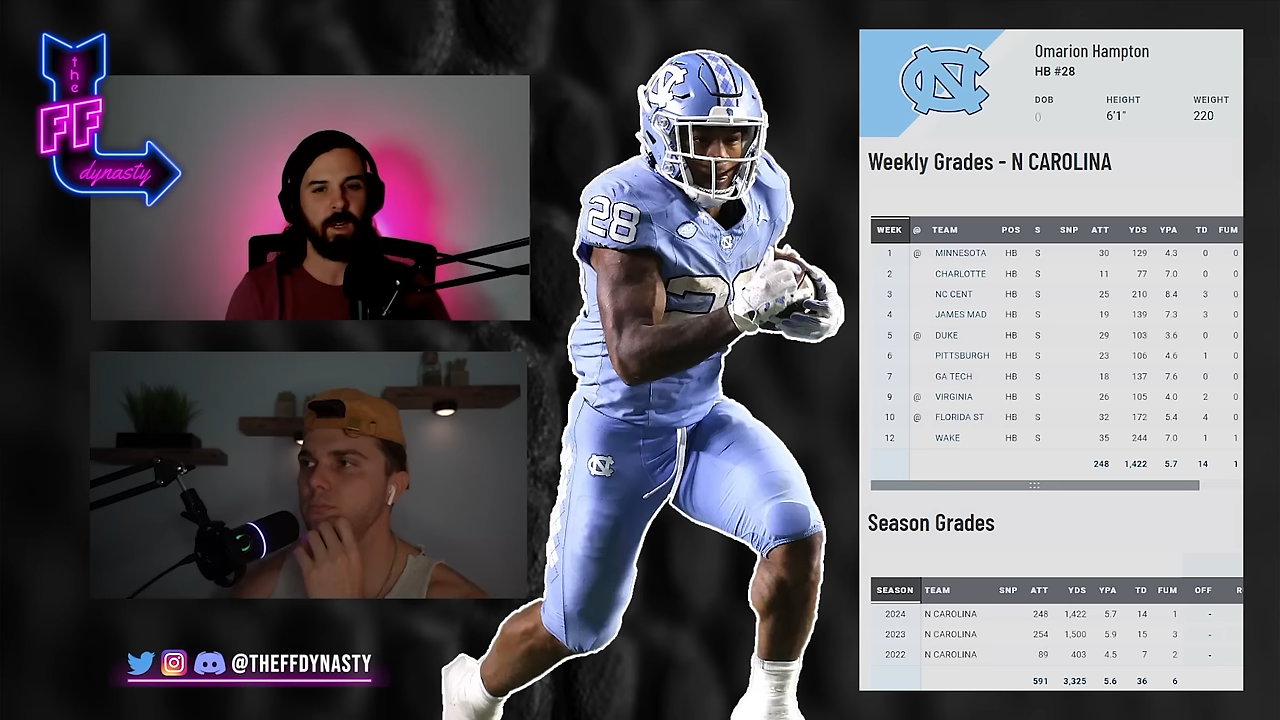 the
FF
dynasty
@THEFFDYNASTY
28
Omarion Hampton
HB #28
DOB HEIGHT WEIGHT
() 6'1" 220
Weekly Grades - N CAROLINA
WEEK @ TEAM POS S SNP ATT YDS YPA TD FUM
1 @ MINNESOTA HB S 30 129 4.3 0 0
2 CHARLOTTE HB S 11 77 7.0 0 0
3 NC CENT HB S 25 210 8.4 3 0
4 JAMES MAD HB S 19 139 7.3 3 0
5 @ DUKE HB S 29 103 3.6 0 0
6 PITTSBURGH HB S 23 106 4.6 1 0
7 GA TECH HB S 18 137 7.6 0 0
9 @ VIRGINIA HB S 26 105 4.0 2 0
10 @ FLORIDA ST HB S 32 172 5.4 4 0
12 WAKE HB S 35 244 7.0 1 1
248 1,422 5.7 14 1
Season Grades
SEASON TEAM SNP ATT YDS YPA TD FUM OFF R
2024 N CAROLINA 248 1,422 5.7 14 1 -
2023 N CAROLINA 254 1,500 5.9 15 3 -
2022 N CAROLINA 89 403 4.5 7 2 -
591 3,325 5.6 36 6